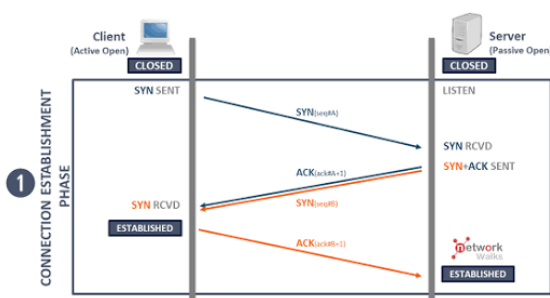 Client
(Active Open)
CLOSED
Server
(Passive Open
CLOSED
1
CONNECTION ESTABLISHMENT
PHASE
SYN SENT
LISTEN
SYN(seq#A)
SYN RCVD
SYN+ACK SENT
ACK(ack#A+1)
SYN(seq#B)
SYN RCVD
ESTABLISHED
ACK(ack#B+1)
network
Walks
ESTABLISHED